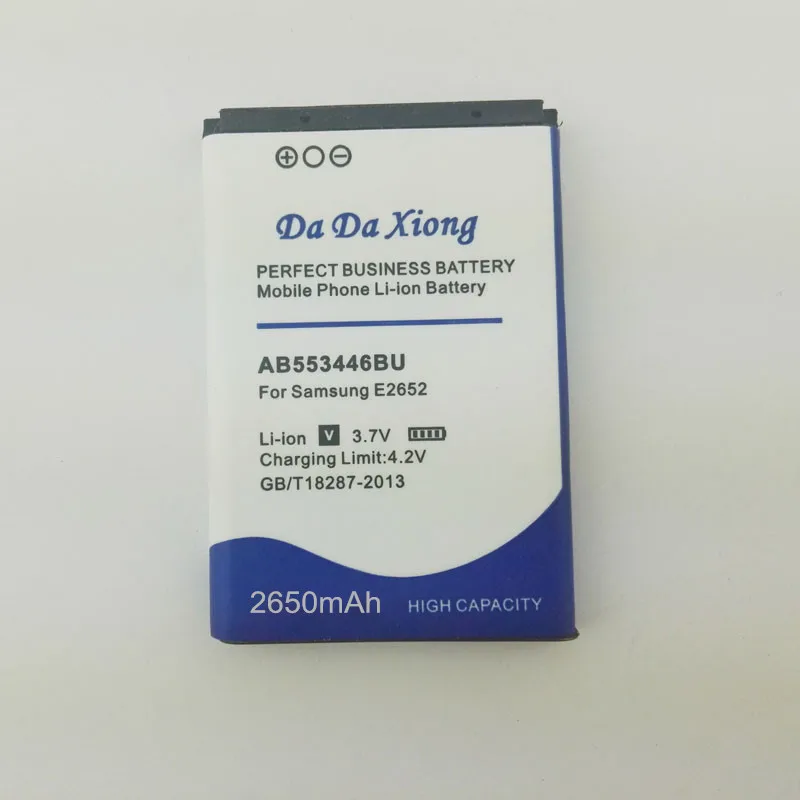 Da Da Xiong
PERFECT BUSINESS BATTERY
Mobile Phone Li-ion Battery
AB553446BU
For Samsung E2652
Li-ion V 3.7V
Charging Limit:4.2V
GB/T18287-2013
2650mAh HIGH CAPACITY